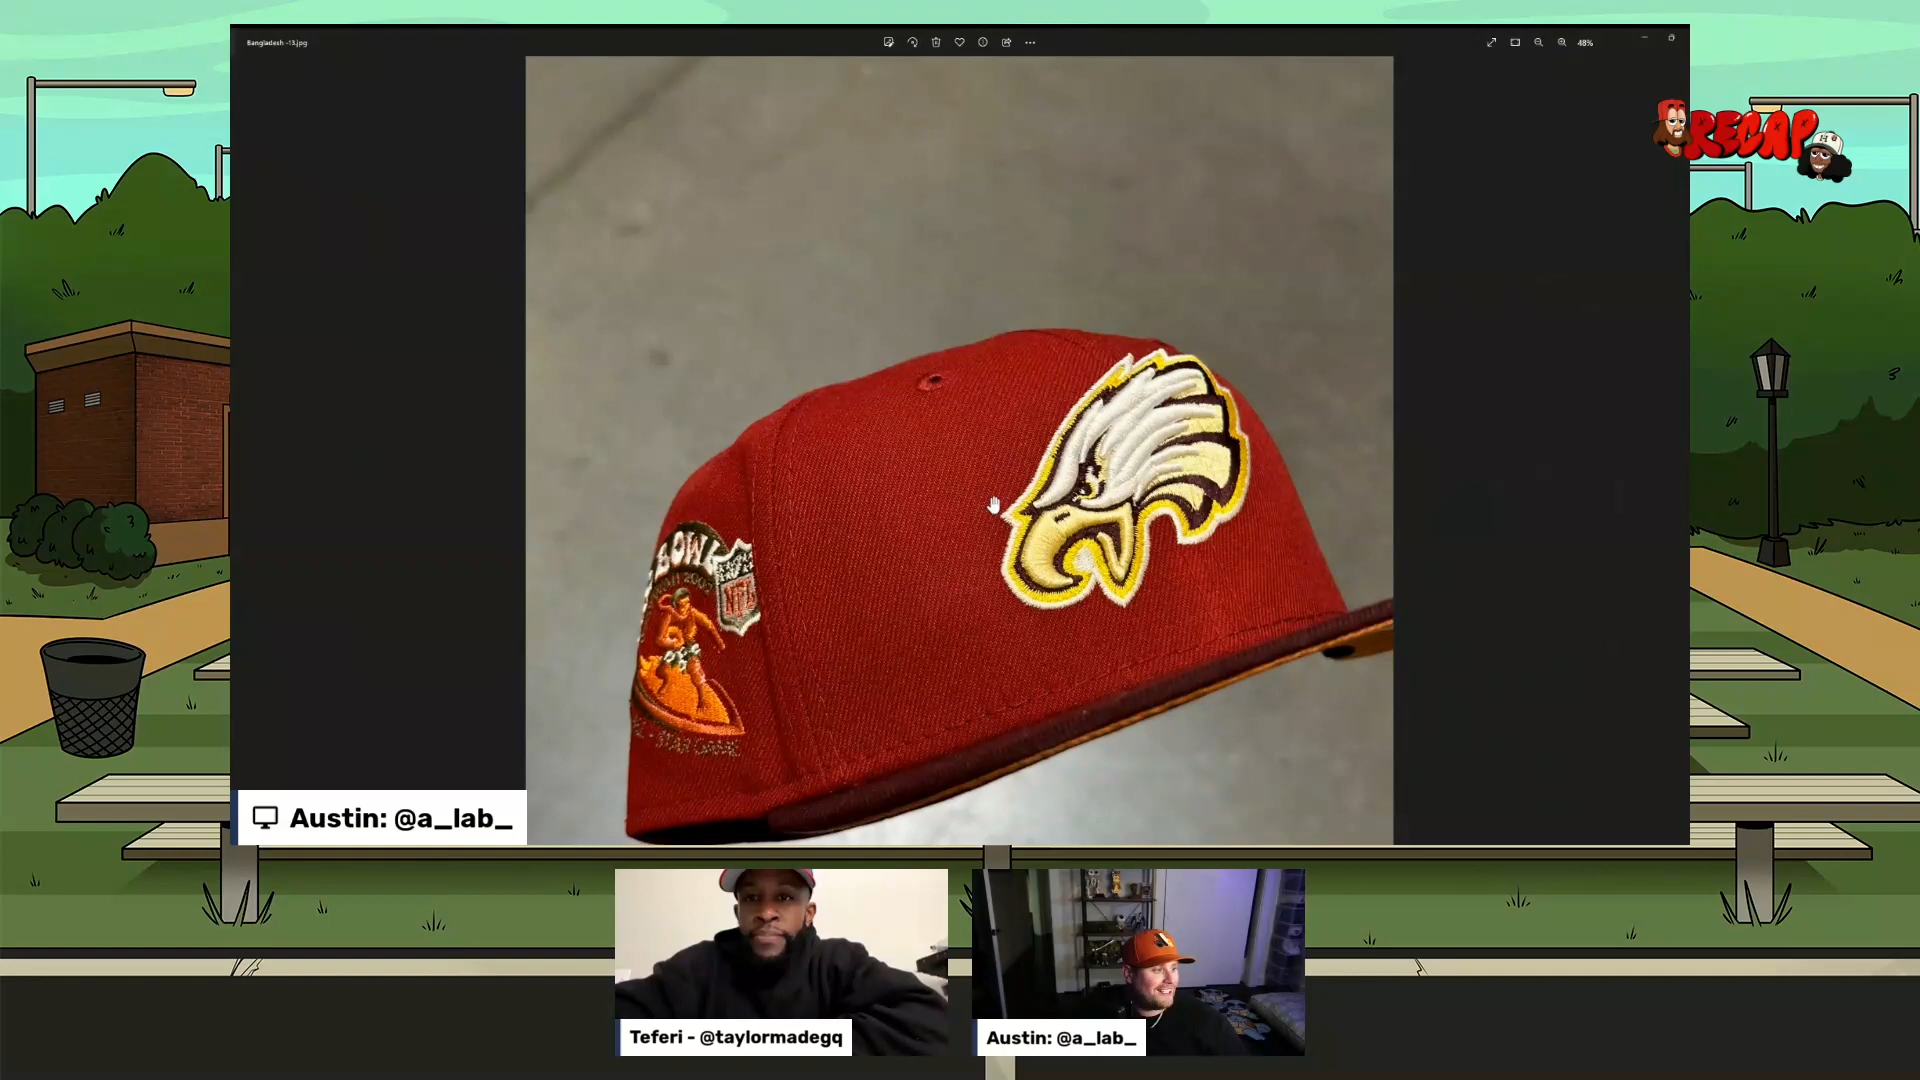 Bangladesh -13.jpg
48%
RECAP
BOWL
NFL
Austin: @a_lab_
Teferi - @taylormadegq
Austin: @a_lab_